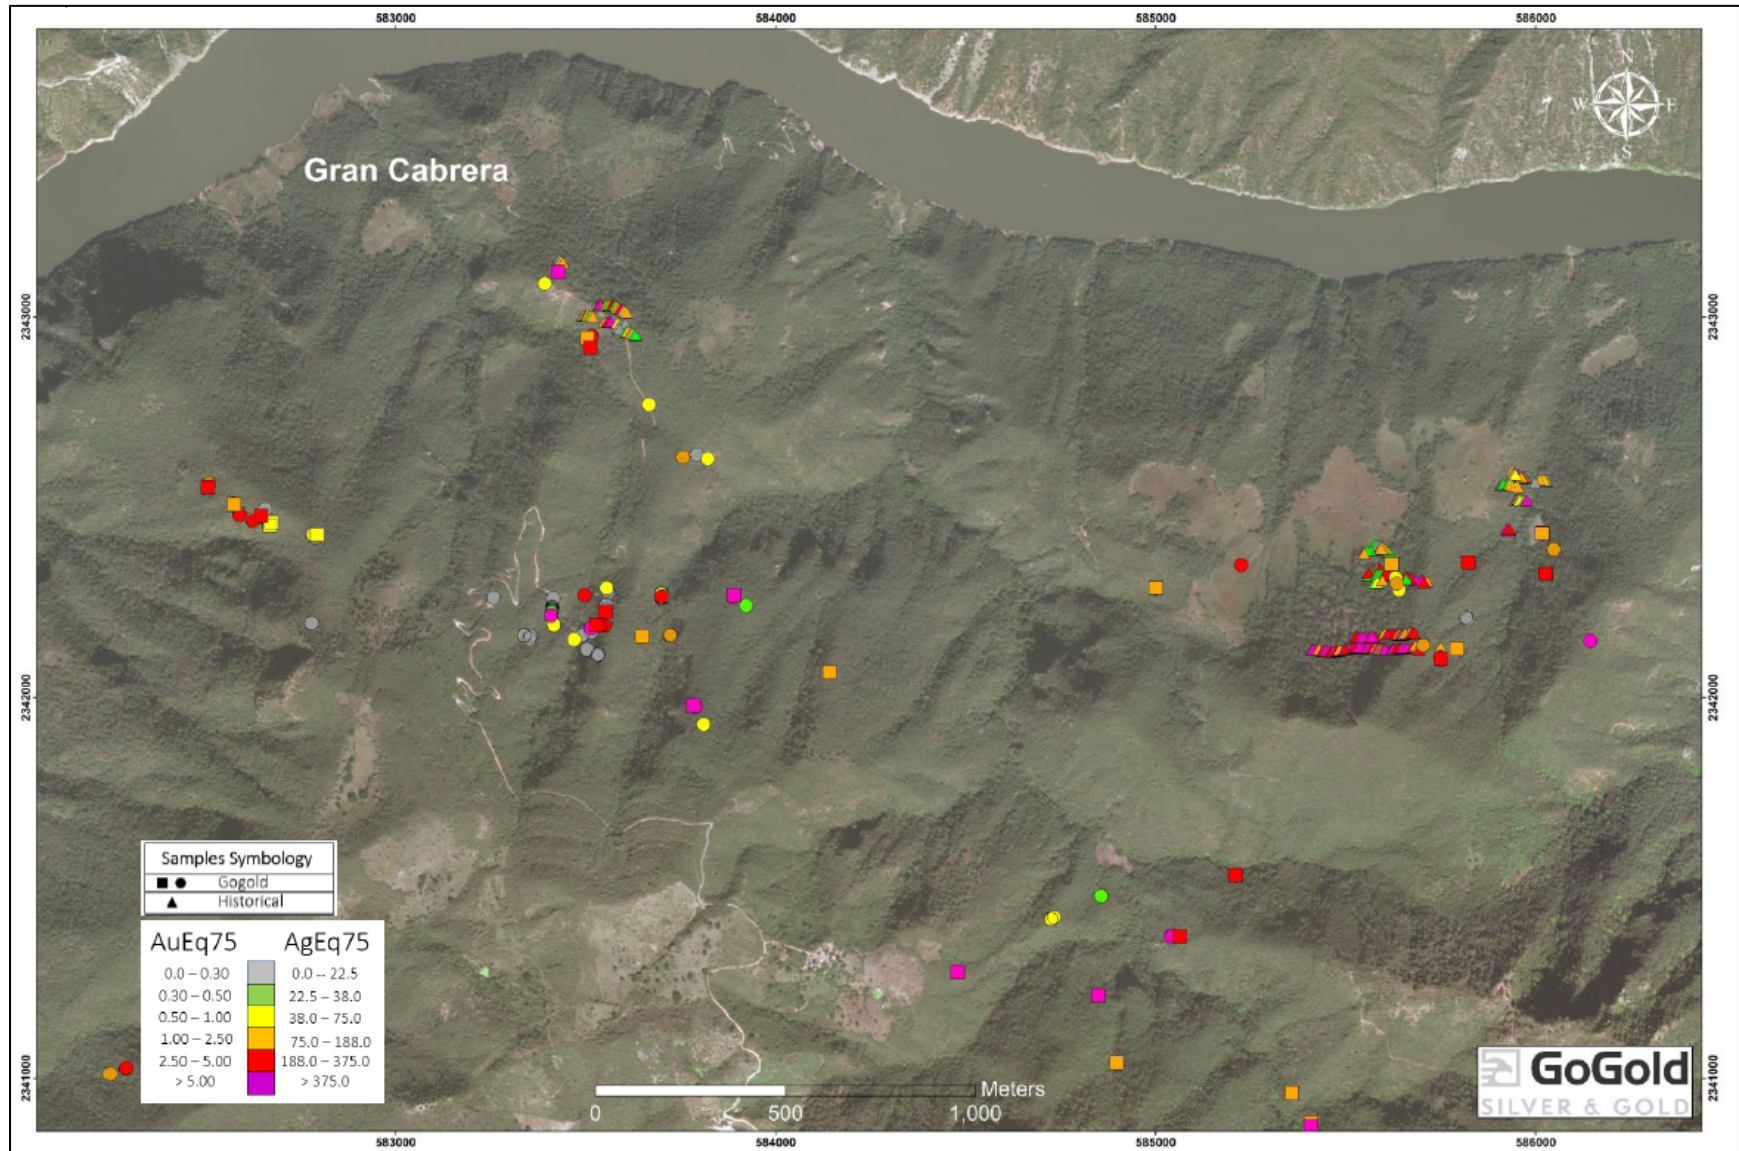 583000 584000 585000 586000
N
W E
S
Gran Cabrera
2343000 2343000
2342000 2342000
Samples Symbology
Gogold
Historical
AuEq75 AgEq75
0.0 – 0.30 0.0 -- 22.5
0.30 – 0.50 22.5 – 38.0
0.50 – 1.00 38.0 – 75.0
1.00 – 2.50 75.0 – 188.0
2.50 – 5.00 188.0 – 375.0
> 5.00 > 375.0
2341000 2341000
Meters
0 500 1,000
GoGold
SILVER & GOLD
583000 584000 585000 586000